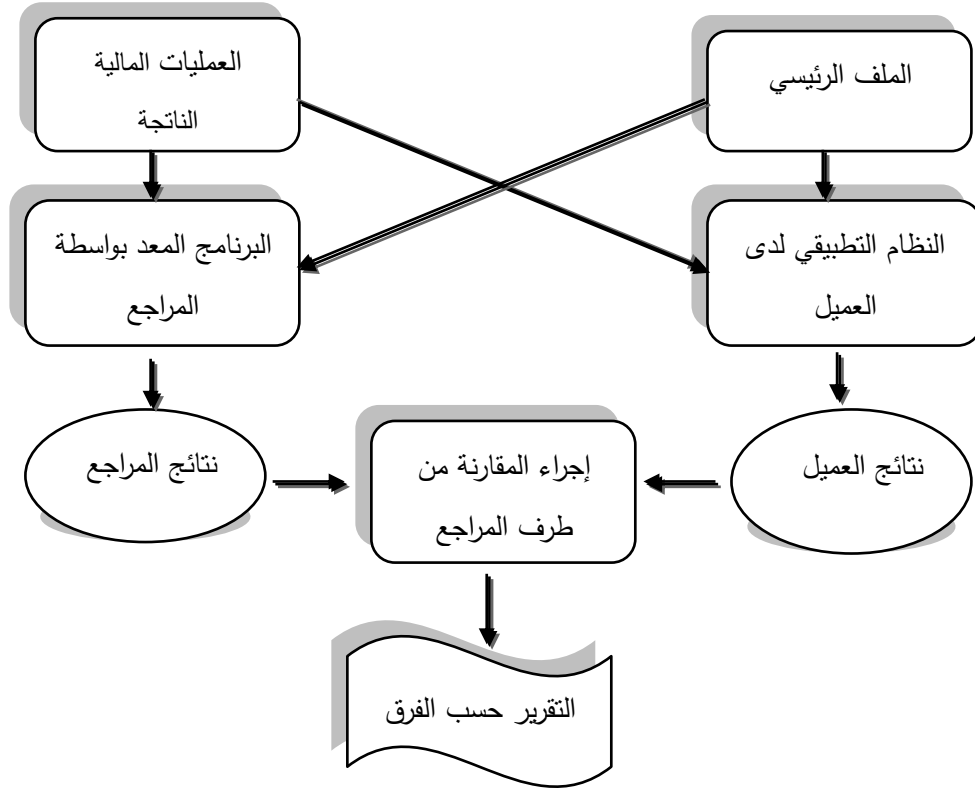 الملف الرئيسي
العمليات المالية
الناتجة
النظام التطبيقي لدى
العميل
البرنامج المعد بواسطة
المراجع
نتائج العميل
نتائج المراجع
إجراء المقارنة من
طرف المراجع
التقرير حسب الفرق